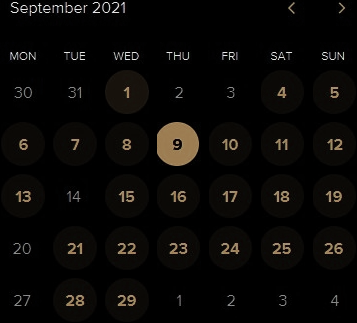 September 2021
MON TUE WED THU FRI SAT SUN
30 31 1 2 3 4 5
6 7 8 9 10 11 12
13 14 15 16 17 18 19
20 21 22 23 24 25 26
27 28 29 1 2 3 4